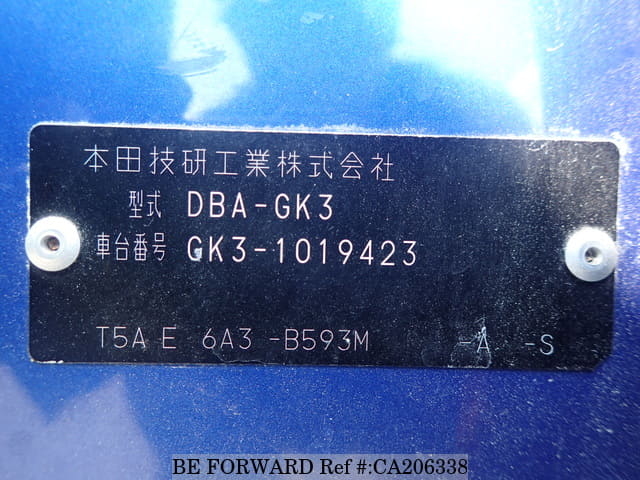 本田技研工業株式会社
型式 DBA-GK3
車台番号 GK3-1019423
T5A E 6A3 -B593M -A -S
BE FORWARD Ref #:CA206338